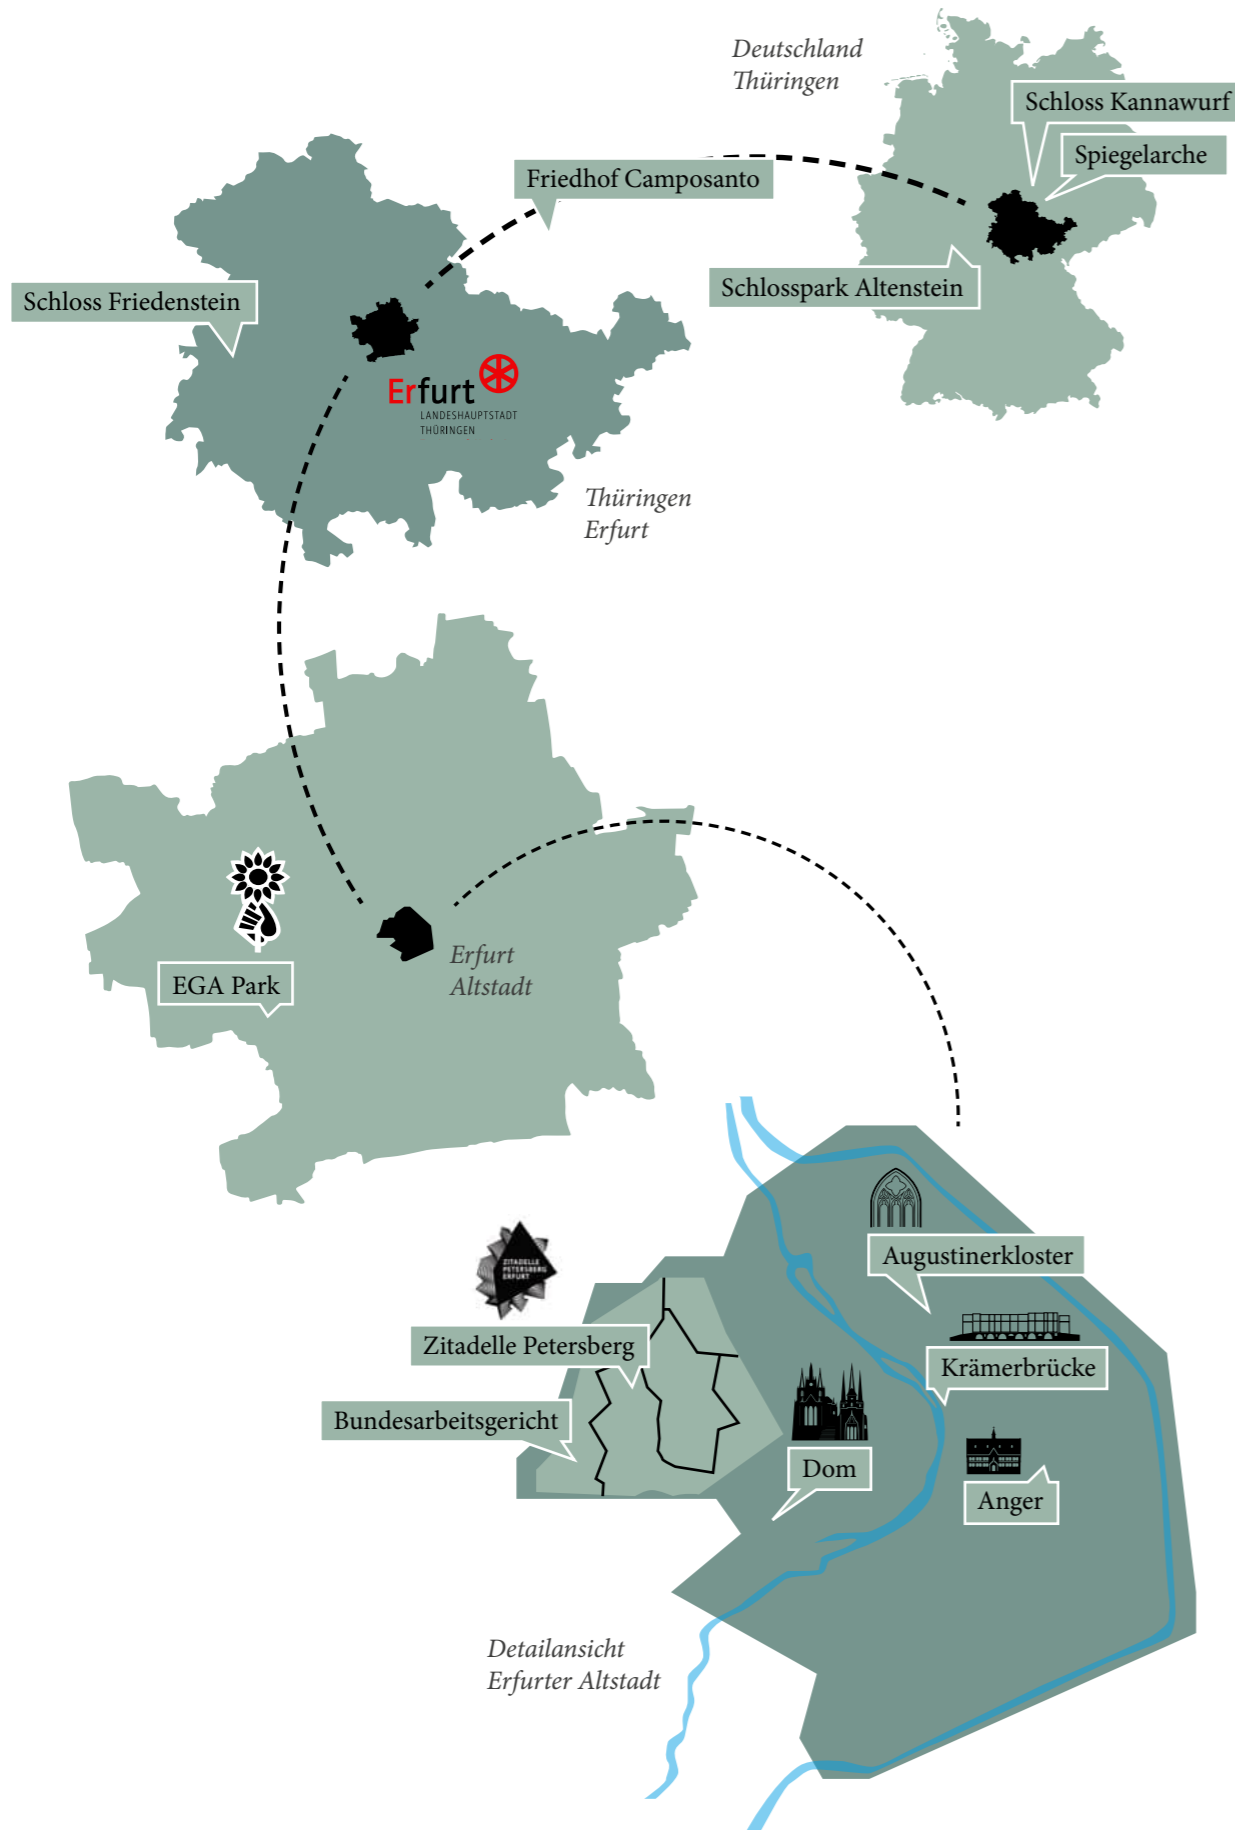 Deutschland
Thüringen
Schloss Kannawurf
Spiegelarche
Friedhof Camposanto
Schlosspark Altenstein
Schloss Friedenstein
Erfurt
LANDESHAUPTSTADT
THÜRINGEN
Thüringen
Erfurt
EGA Park
Erfurt
Altstadt
ZITADELLE
PETERSBERG
ERFURT
Augustinerkloster
Zitadelle Petersberg
Krämerbrücke
Bundesarbeitsgericht
Dom
Anger
Detailansicht
Erfurter Altstadt